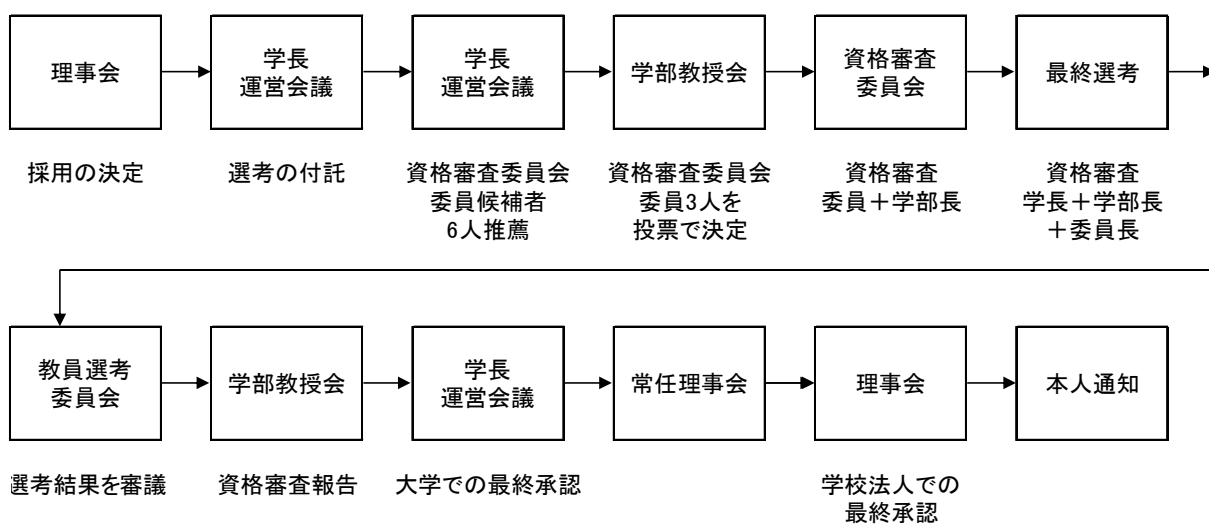 理事会
学長
運営会議
学長
運営会議
学部教授会
資格審査
委員会
最終選考
採用の決定
選考の付託
資格審査委員会
委員候補者
6人推薦
資格審査委員会
委員3人を
投票で決定
資格審査
委員＋学部長
資格審査
学長＋学部長
＋委員長
教員選考
委員会
学部教授会
学長
運営会議
常任理事会
理事会
本人通知
選考結果を審議
資格審査報告
大学での最終承認
学校法人での
最終承認